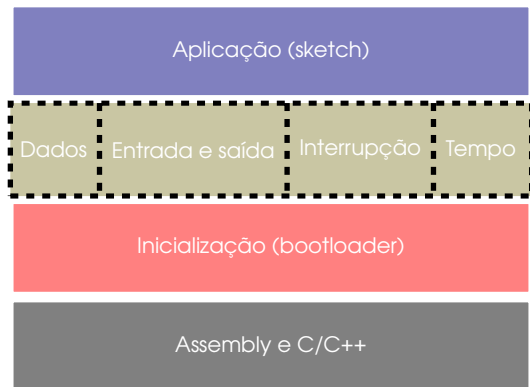 Aplicação (sketch)
Dados Entrada e saída Interrupção Tempo
Inicialização (bootloader)
Assembly e C/C++